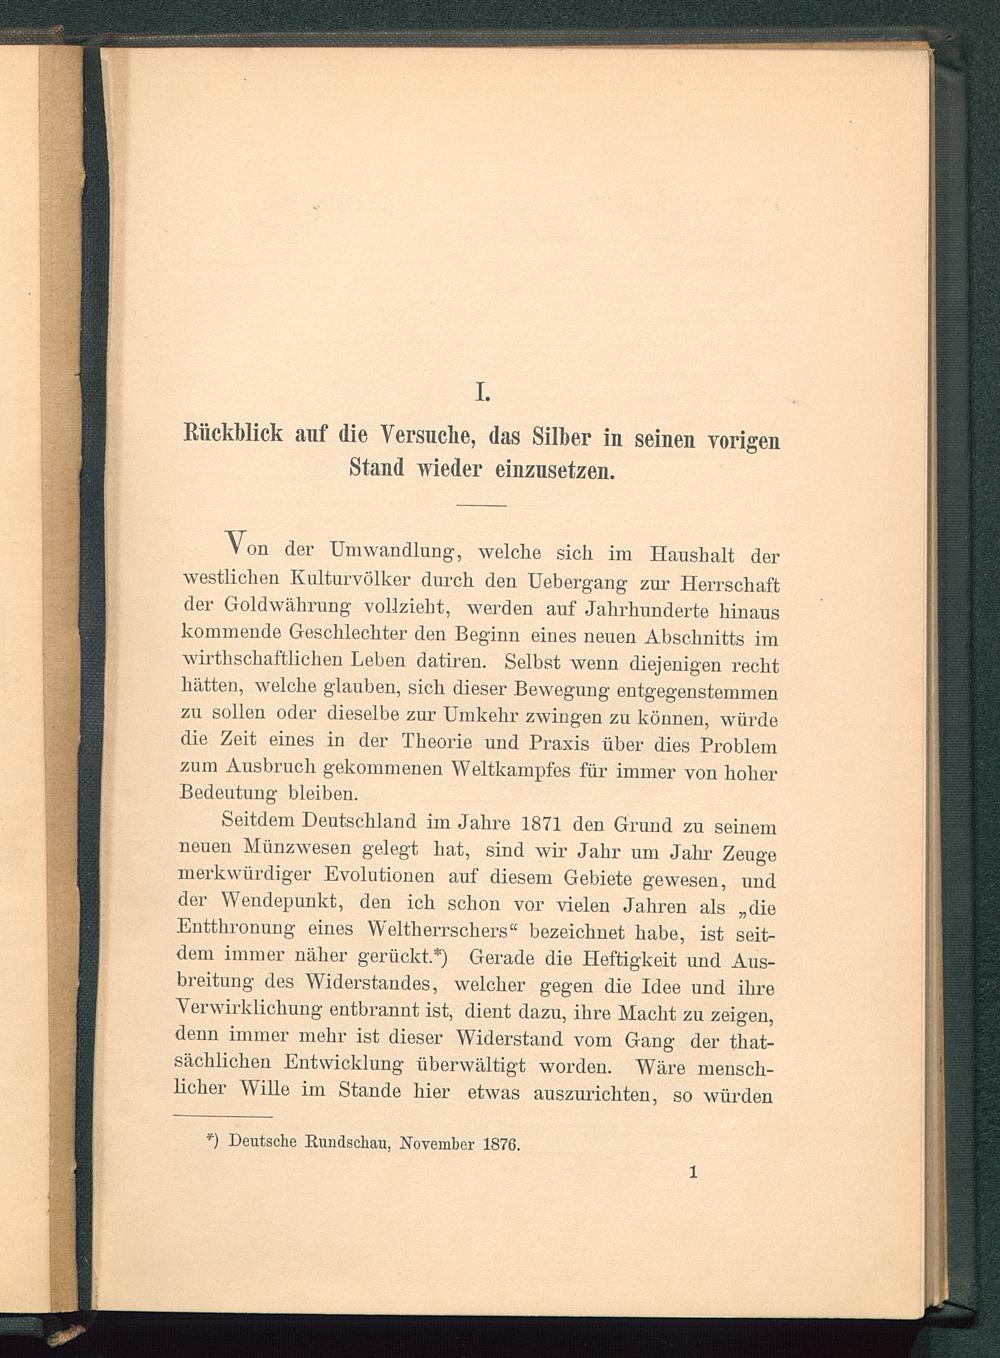 I.
Rückblick auf die Versuche, das Silber in seinen vorigen
Stand wieder einzusetzen.
Von der Umwandlung, welche sich im Haushalt der
westlichen Kulturvölker durch den Uebergang zur Herrschaft
der Goldwährung vollzieht, werden auf Jahrhunderte hinaus
kommende Geschlechter den Beginn eines neuen Abschnitts im
wirthschaftlichen Leben datiren. Selbst wenn diejenigen recht
hätten, welche glauben, sich dieser Bewegung entgegenstemmen
zu sollen oder dieselbe zur Umkehr zwingen zu können, würde
die Zeit eines in der Theorie und Praxis über dies Problem
zum Ausbruch gekommenen Weltkampfes für immer von hoher
Bedeutung bleiben.
Seitdem Deutschland im Jahre 1871 den Grund zu seinem
neuen Münzwesen gelegt hat, sind wir Jahr um Jahr Zeuge
merkwürdiger Evolutionen auf diesem Gebiete gewesen, und
der Wendepunkt, den ich schon vor vielen Jahren als „die
Entthronung eines Weltherrschers“ bezeichnet habe, ist seit-
dem immer näher gerückt.*) Gerade die Heftigkeit und Aus-
breitung des Widerstandes, welcher gegen die Idee und ihre
Verwirklichung entbrannt ist, dient dazu, ihre Macht zu zeigen,
denn immer mehr ist dieser Widerstand vom Gang der that-
sächlichen Entwicklung überwältigt worden. Wäre mensch-
licher Wille im Stande hier etwas auszurichten, so würden
*) Deutsche Rundschau, November 1876.
1